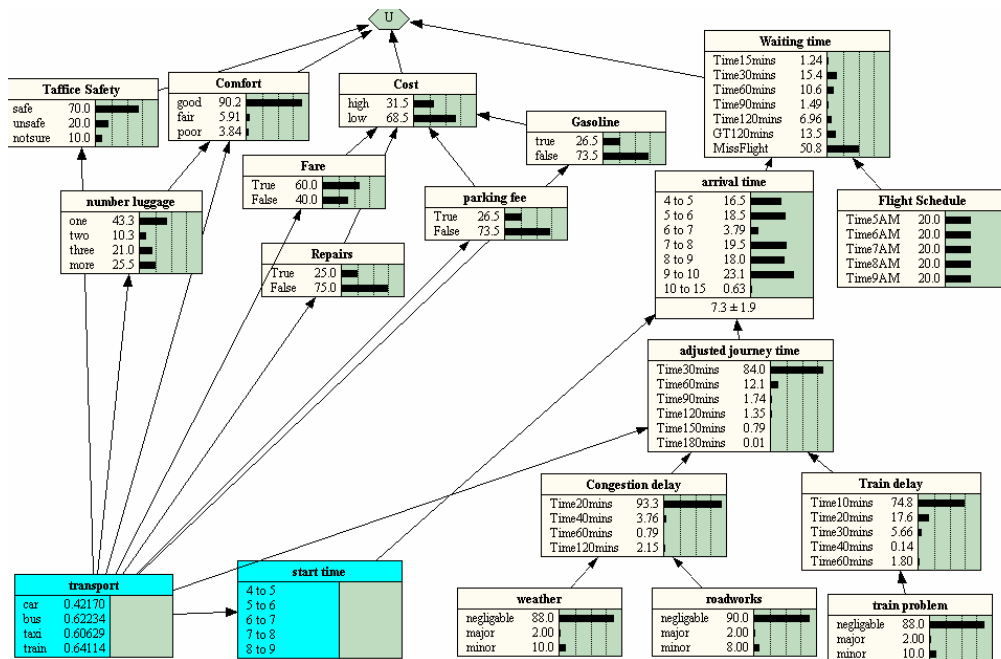 U
Taffice Safety
safe 70.0
unsafe 20.0
notsure 10.0
Comfort
good 90.2
fair 5.91
poor 3.84
Cost
high 31.5
low 68.5
Gasoline
true 26.5
false 73.5
Waiting time
Time15mins 1.24
Time30mins 15.4
Time60mins 10.6
Time90mins 1.49
Time120mins 6.96
GT120mins 13.5
MissFlight 50.8
number luggage
one 43.3
two 10.3
three 21.0
more 25.5
Fare
True 60.0
False 40.0
parking fee
True 26.5
False 73.5
Repairs
True 25.0
False 75.0
arrival time
4 to 5 16.5
5 to 6 18.5
6 to 7 3.79
7 to 8 19.5
8 to 9 18.0
9 to 10 23.1
10 to 15 0.63
7.3 ± 1.9
Flight Schedule
Time5AM 20.0
Time6AM 20.0
Time7AM 20.0
Time8AM 20.0
Time9AM 20.0
adjusted journey time
Time30mins 84.0
Time60mins 12.1
Time90mins 1.74
Time120mins 1.35
Time150mins 0.79
Time180mins 0.01
Congestion delay
Time20mins 93.3
Time40mins 3.76
Time60mins 0.79
Time120mins 2.15
Train delay
Time10mins 74.8
Time20mins 17.6
Time30mins 5.66
Time40mins 0.14
Time60mins 1.80
transport
car 0.42170
bus 0.62234
taxi 0.60629
train 0.64114
start time
4 to 5
5 to 6
6 to 7
7 to 8
8 to 9
weather
negligable 88.0
major 2.00
minor 10.0
roadworks
negligable 90.0
major 2.00
minor 8.00
train problem
negligable 88.0
major 2.00
minor 10.0